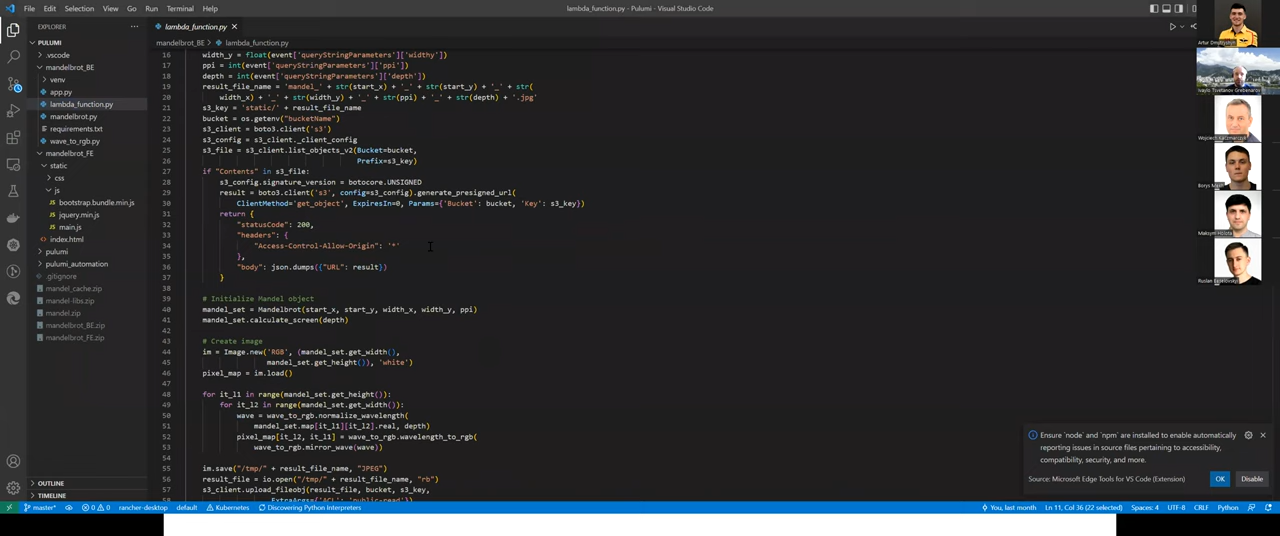 File Edit Selection View Go Run Terminal Help
lambda_function.py - Pulumi - Visual Studio Code
EXPLORER
PULUMI
.vscode
mandelbrot_BE
venv
app.py
lambda_function.py
mandelbrot.py
requirements.txt
wave_to_rgb.py
mandelbrot_FE
static
css
js
bootstrap.bundle.min.js
jquery.min.js
main.js
index.html
pulumi
pulumi_automation
.gitignore
mandel_cache.zip
mandel-libs.zip
mandel.zip
mandelbrot_BE.zip
mandelbrot_FE.zip
OUTLINE
TIMELINE
lambda_function.py
mandelbrot_BE > lambda_function.py
16 width_y = float(event['queryStringParameters']['widthy'])
17 ppi = int(event['queryStringParameters']['ppi'])
18 depth = int(event['queryStringParameters']['depth'])
19 result_file_name = 'mandel_' + str(start_x) + '_' + str(start_y) + '_' + str(
20 width_x) + '_' + str(width_y) + '_' + str(ppi) + '_' + str(depth) + '.jpg'
21 s3_key = 'static/' + result_file_name
22 bucket = os.getenv("bucketName")
23 s3_client = boto3.client('s3')
24 s3_config = s3_client._client_config
25 s3_file = s3_client.list_objects_v2(Bucket=bucket,
26 Prefix=s3_key)
27 if "Contents" in s3_file:
28 s3_config.signature_version = botocore.UNSIGNED
29 result = boto3.client('s3', config=s3_config).generate_presigned_url(
30 ClientMethod='get_object', ExpiresIn=0, Params={'Bucket': bucket, 'Key': s3_key})
31 return {
32 "statusCode": 200,
33 "headers": {
34 "Access-Control-Allow-Origin": '*'
35 },
36 "body": json.dumps({"URL": result})
37 }
38
39 # Initialize Mandel object
40 mandel_set = Mandelbrot(start_x, start_y, width_x, width_y, ppi)
41 mandel_set.calculate_screen(depth)
42
43 # Create image
44 im = Image.new('RGB', (mandel_set.get_width(),
45 mandel_set.get_height()), 'white')
46 pixel_map = im.load()
47
48 for it_l1 in range(mandel_set.get_height()):
49 for it_l2 in range(mandel_set.get_width()):
50 wave = wave_to_rgb.normalize_wavelength(
51 mandel_set.map[it_l1][it_l2].real, depth)
52 pixel_map[it_l2, it_l1] = wave_to_rgb.wavelength_to_rgb(
53 wave_to_rgb.mirror_wave(wave))
54
55 im.save("/tmp/" + result_file_name, "JPEG")
56 result_file = io.open("/tmp/" + result_file_name, "rb")
57 s3_client.upload_fileobj(result_file, bucket, s3_key,
58 ExtraArgs={'ACL': 'public-read'})
Artur Dmytryshyn
Ivaylo Tsvetanov Grebenarov
Wojciech Kaczmarczyk
Ensure `node` and `npm` are installed to enable automatically
reporting issues in source files pertaining to accessibility,
compatibility, security, and more.
Source: Microsoft Edge Tools for VS Code (Extension)
OK
Disable
master* 0 0 rancher-desktop default Kubernetes Discovering Python Interpreters
You, last month Ln 11, Col 36 (22 selected) Spaces: 4 UTF-8 CRLF Python